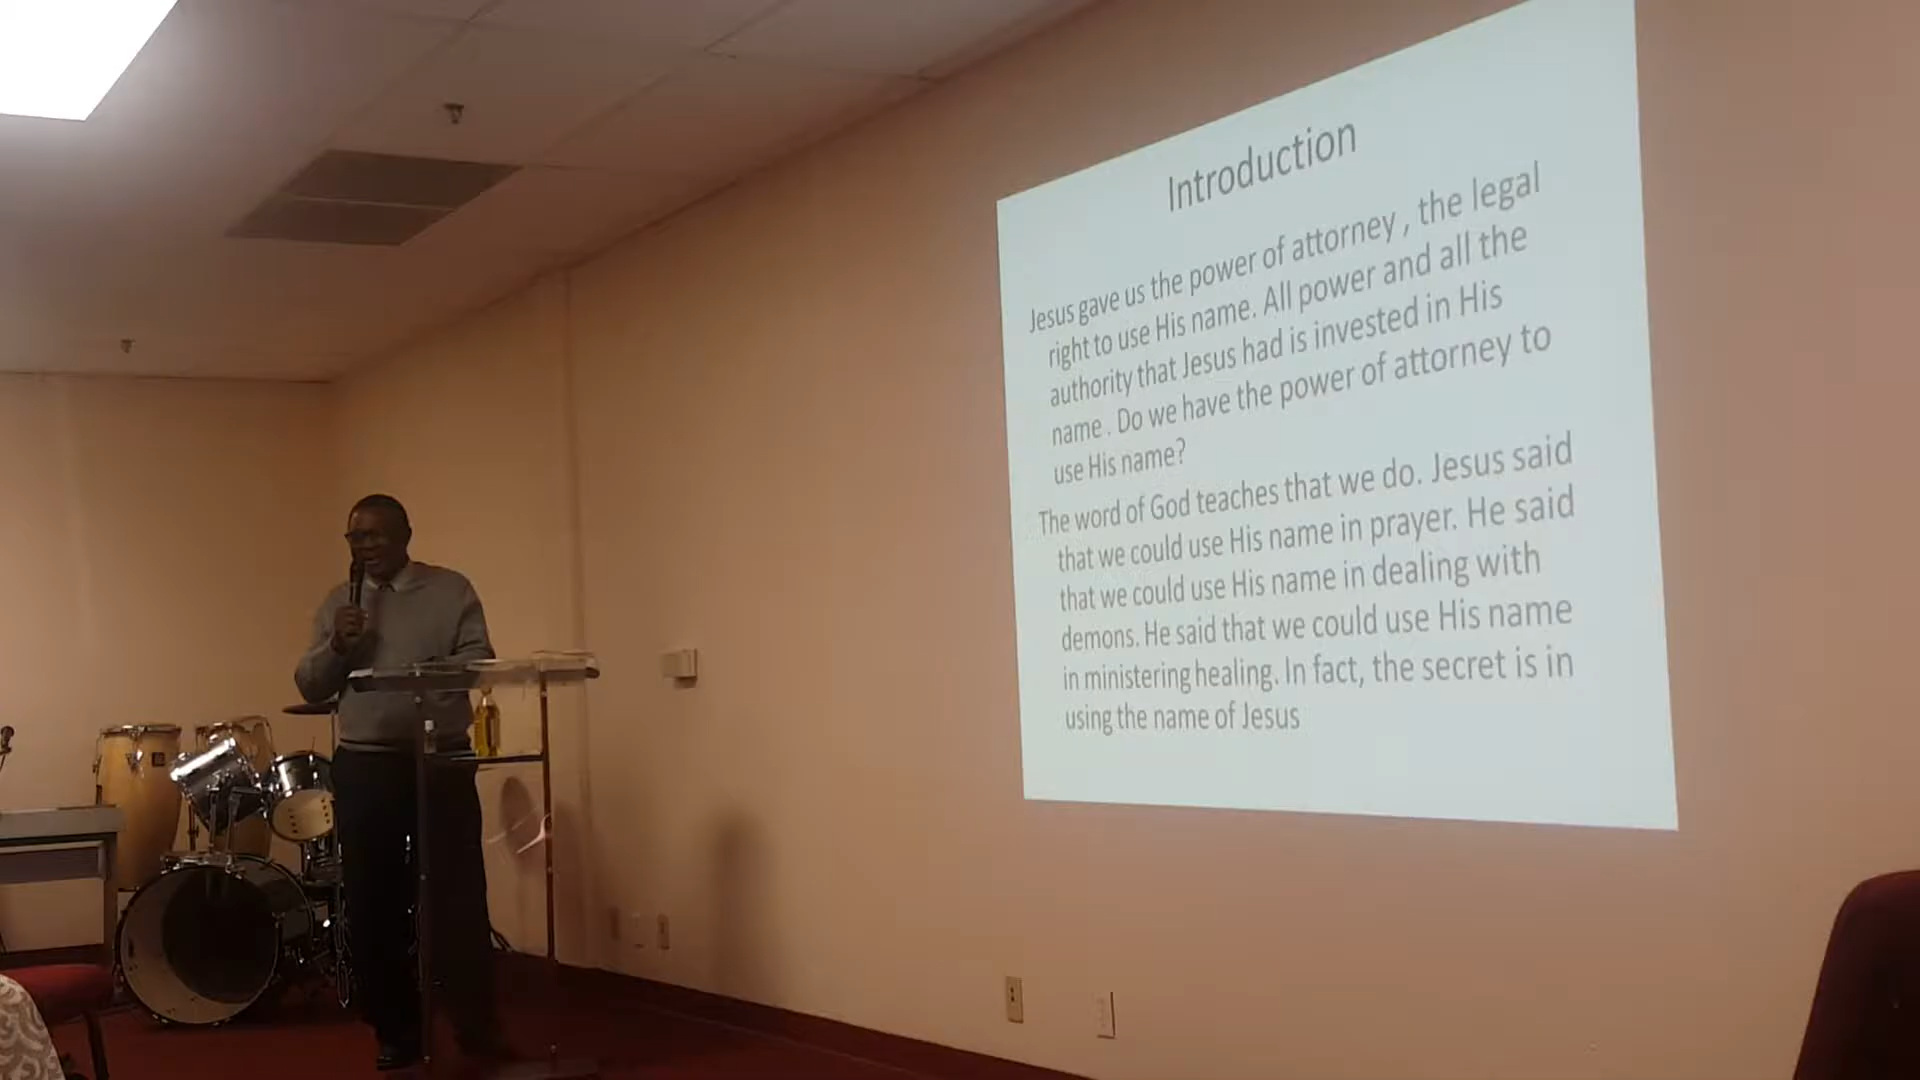 Introduction
Jesus gave us the power of attorney , the legal
right to use His name. All power and all the
authority that Jesus had is invested in His
name . Do we have the power of attorney to
use His name?
The word of God teaches that we do. Jesus said
that we could use His name in prayer. He said
that we could use His name in dealing with
demons. He said that we could use His name
in ministering healing. In fact, the secret is in
using the name of Jesus